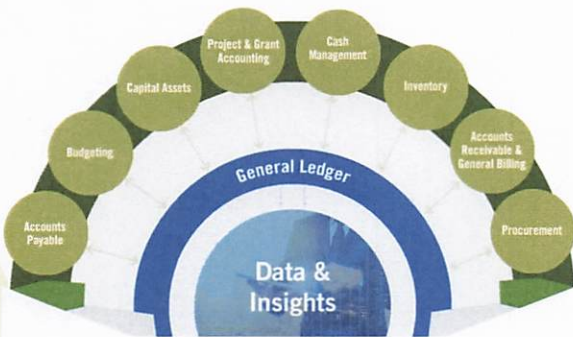 Accounts
Payable
Budgeting
Capital Assets
Project & Grant
Accounting
Cash
Management
Inventory
Accounts
Receivable &
General Billing
Procurement
General Ledger
Data &
Insights